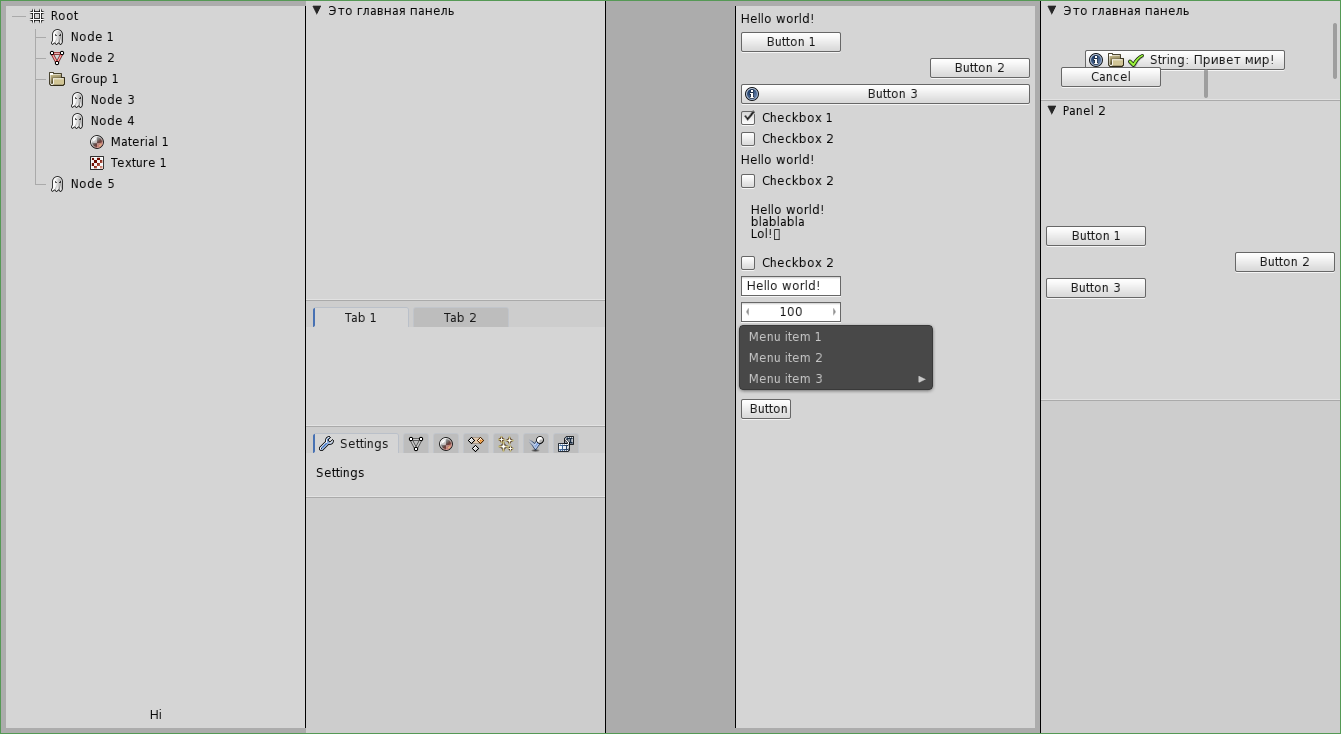 Root
Node 1
Node 2
Group 1
Node 3
Node 4
Material 1
Texture 1
Node 5
Hi
Это главная панель
Tab 1 Tab 2
Settings
Settings
Hello world!
Button 1
Button 2
Button 3
Checkbox 1
Checkbox 2
Hello world!
Checkbox 2
Hello world!
blablabla
Lol!▯
Checkbox 2
Hello world!
100
Menu item 1
Menu item 2
Menu item 3
Button
Это главная панель
String: Привет мир!
Cancel
Panel 2
Button 1
Button 2
Button 3